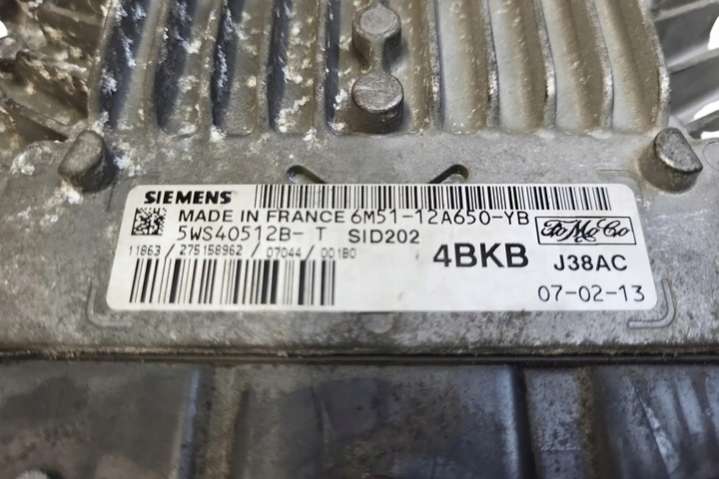 SIEMENS
MADE IN FRANCE 6M51-12A650-YB
5WS40512B- T SID202
FoMoCo
11863 / 275158962 / 07044 / 001B0
4BKB J38AC
07-02-13